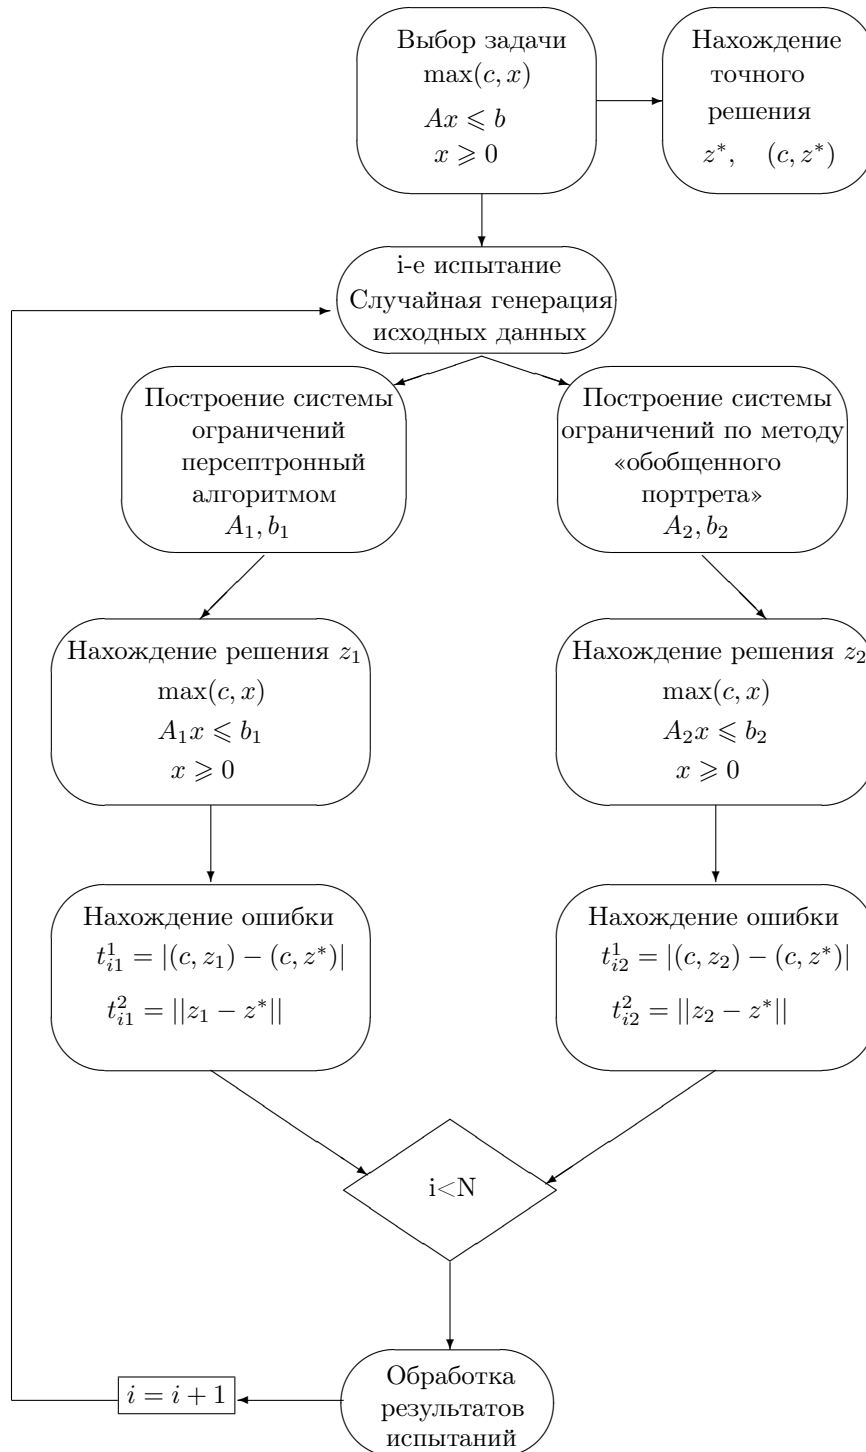 Выбор задачи
max(c, x)
Ax ⩽ b
x ⩾ 0
Нахождение
точного
решения
z*, (c, z*)
i-е испытание
Случайная генерация
исходных данных
Построение системы
ограничений
персептронный
алгоритмом
A₁, b₁
Построение системы
ограничений по методу
«обобщенного
портрета»
A₂, b₂
Нахождение решения z₁
max(c, x)
A₁x ⩽ b₁
x ⩾ 0
Нахождение решения z₂
max(c, x)
A₂x ⩽ b₂
x ⩾ 0
Нахождение ошибки
t¹ᵢ₁ = |(c, z₁) − (c, z*)|
t²ᵢ₁ = ||z₁ − z*||
Нахождение ошибки
t¹ᵢ₂ = |(c, z₂) − (c, z*)|
t²ᵢ₂ = ||z₂ − z*||
i<N
Обработка
результатов
испытаний
i = i + 1